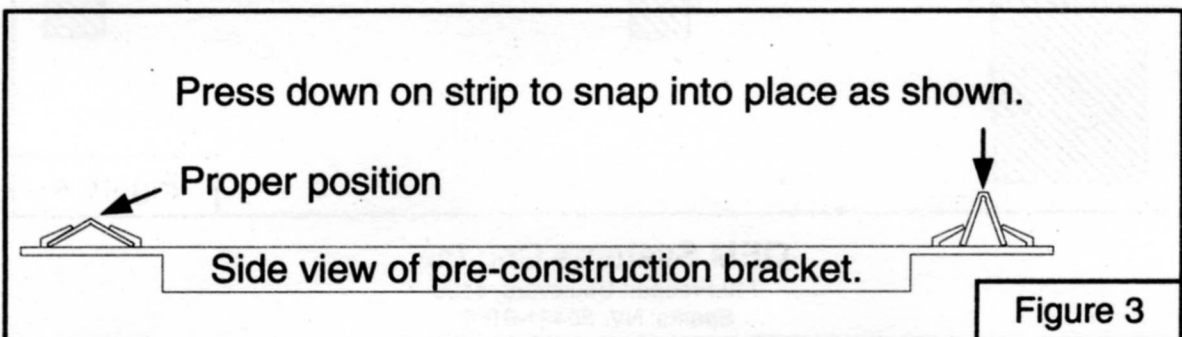 Press down on strip to snap into place as shown.
Proper position
Side view of pre-construction bracket.
Figure 3